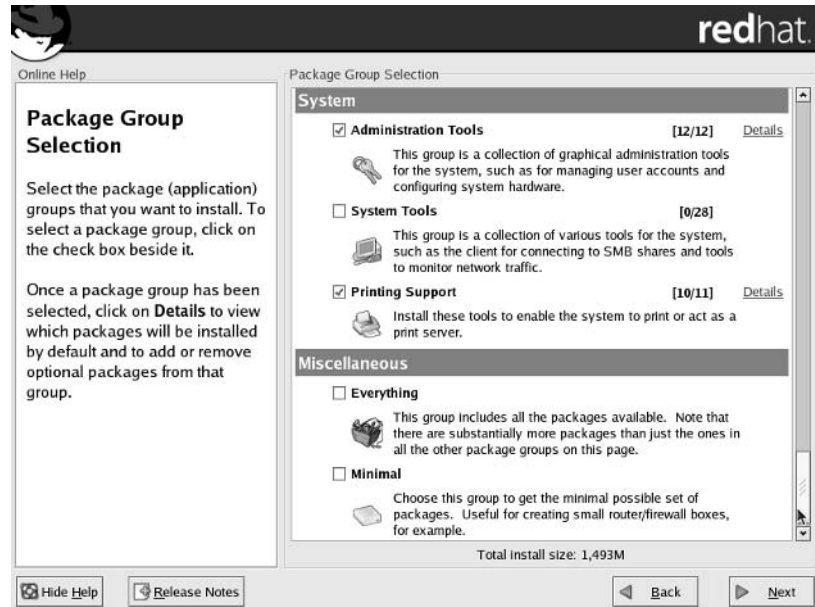 redhat.
Online Help
Package Group
Selection
Select the package (application)
groups that you want to install. To
select a package group, click on
the check box beside it.
Once a package group has been
selected, click on Details to view
which packages will be installed
by default and to add or remove
optional packages from that
group.
Package Group Selection
System
Administration Tools [12/12] Details
This group is a collection of graphical administration tools
for the system, such as for managing user accounts and
configuring system hardware.
System Tools [0/28]
This group is a collection of various tools for the system,
such as the client for connecting to SMB shares and tools
to monitor network traffic.
Printing Support [10/11] Details
Install these tools to enable the system to print or act as a
print server.
Miscellaneous
Everything
This group includes all the packages available. Note that
there are substantially more packages than just the ones in
all the other package groups on this page.
Minimal
Choose this group to get the minimal possible set of
packages. Useful for creating small router/firewall boxes,
for example.
Total install size: 1,493M
Hide Help Release Notes Back Next